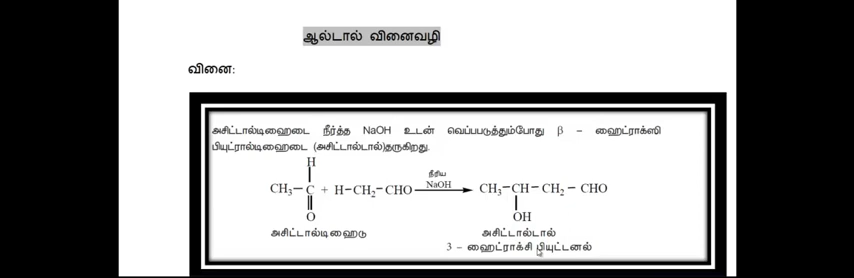 ஆல்டால் வினைவழி
வினை:
அசிட்டால்டிஹைடை நீர்த்த NaOH உடன் வெப்பபடுத்தும்போது β – ஹைட்ராக்ஸி
பியுட்ரால்டிஹைடை (அசிட்டால்டால்)தருகிறது.
H
நீரிய
CH₃–C + H–CH₂–CHO NaOH CH₃–CH–CH₂–CHO
O OH
அசிட்டால்டிஹைடு அசிட்டால்டால்
3 – ஹைட்ராக்சி பியுட்டனல்